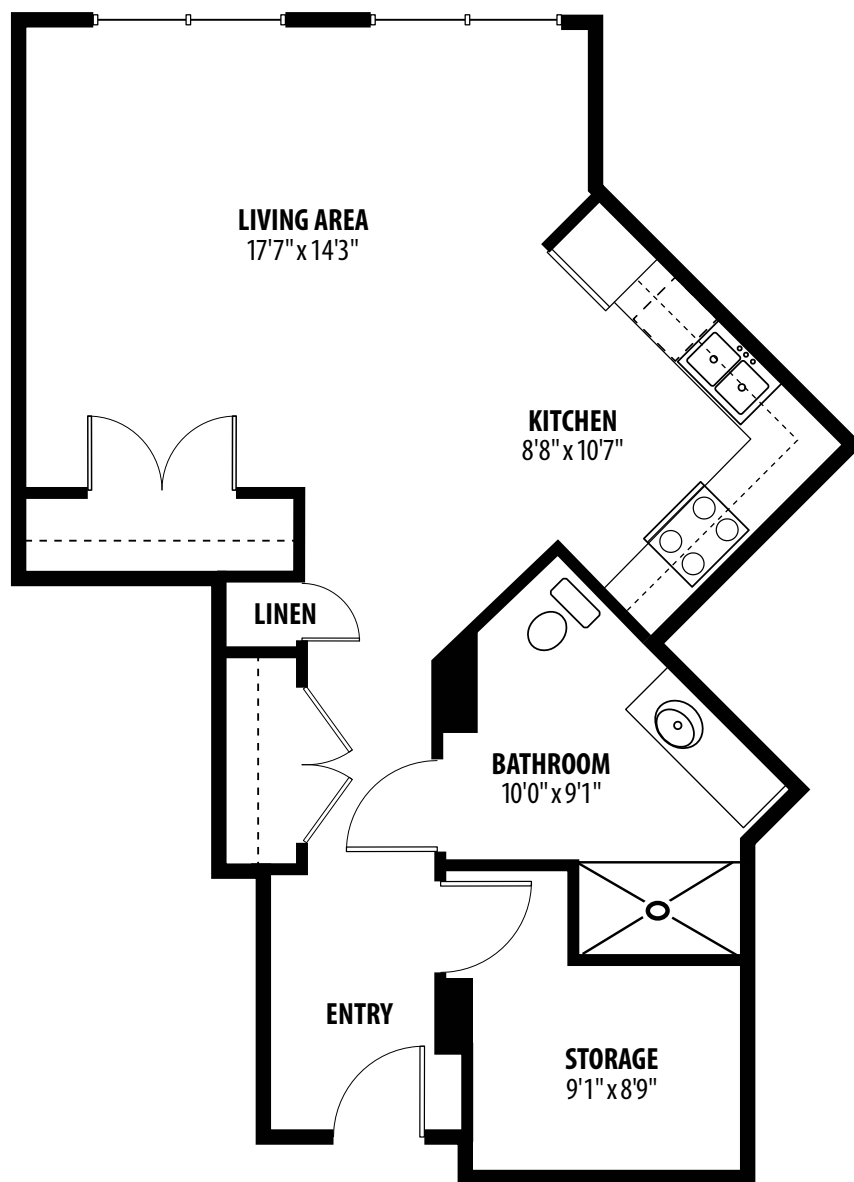 LIVING AREA
17'7" x 14'3"
KITCHEN
8'8" x 10'7"
LINEN
BATHROOM
10'0" x 9'1"
ENTRY
STORAGE
9'1" x 8'9"